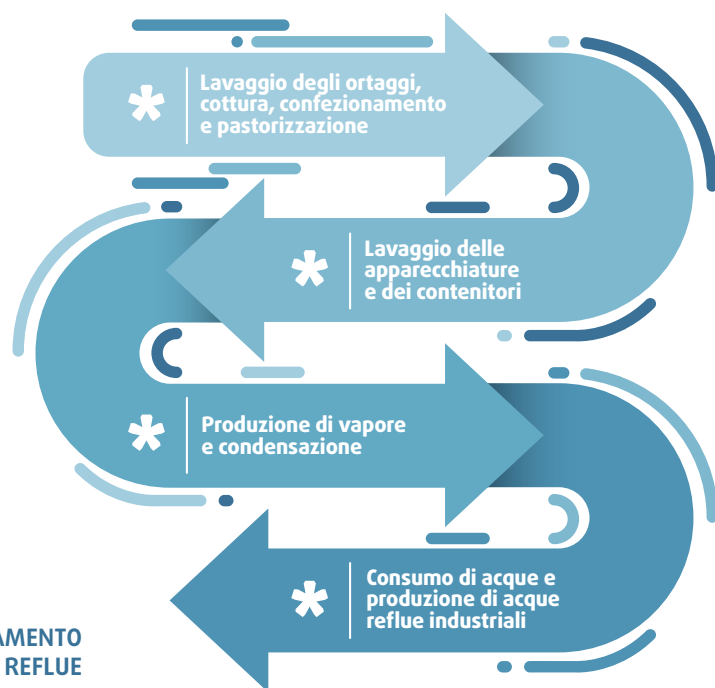 Lavaggio degli ortaggi,
cottura, confezionamento
e pastorizzazione
Lavaggio delle
apparecchiature
e dei contenitori
Produzione di vapore
e condensazione
Consumo di acque e
produzione di acque
reflue industriali
AMENTO
REFLUE